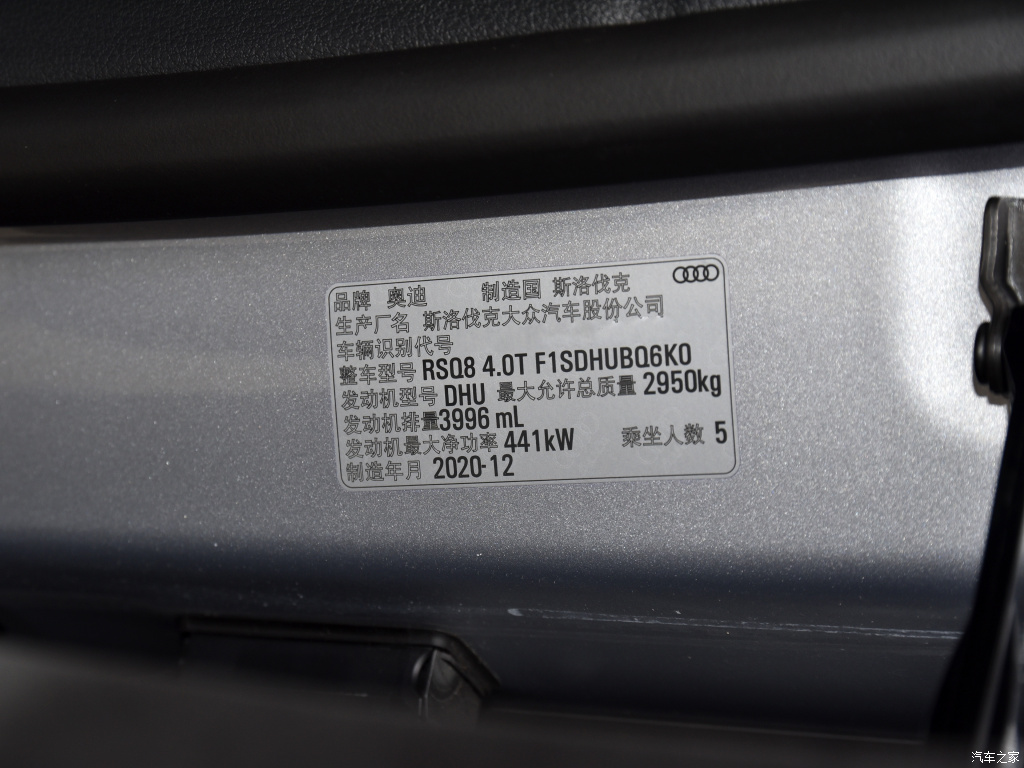 品牌 奥迪 制造国 斯洛伐克
生产厂名 斯洛伐克大众汽车股份公司
车辆识别代号
整车型号 RSQ8 4.0T F1SDHUBQ6K0
发动机型号 DHU 最大允许总质量 2950kg
发动机排量3996 mL
发动机最大净功率 441kW 乘坐人数 5
制造年月 2020-12
汽车之家